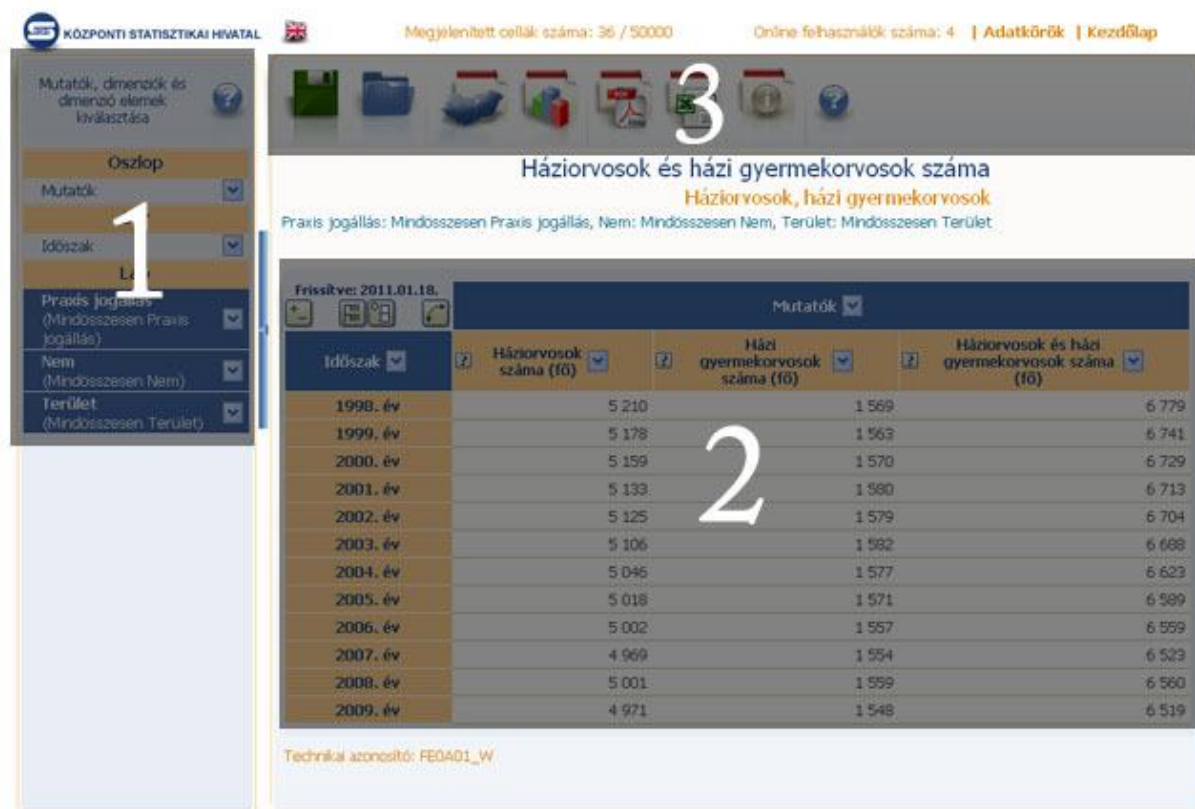 KÖZPONTI STATISZTIKAI HIVATAL
Megjelenített cellák száma: 36 / 50000
Online felhasználók száma: 4 | Adatkörök | Kezdőlap
Mutatók, dimenziók és
dimenzió elemek
kiválasztása
Oszlop
Mutatók
Időszak
1
Praxis jogállás
(Mindösszesen Praxis
jogállás)
Nem
(Mindösszesen Nem)
Terület
(Mindösszesen Terület)
3
Háziorvosok és házi gyermekorvosok száma
Háziorvosok, házi gyermekorvosok
Praxis jogállás: Mindösszesen Praxis jogállás, Nem: Mindösszesen Nem, Terület: Mindösszesen Terület
Frissítve: 2011.01.18.
Mutatók
Időszak
Háziorvosok
száma (fő)
Házi
gyermekorvosok
száma (fő)
Háziorvosok és házi
gyermekorvosok száma
(fő)
1998. év 5 210 1 569 6 779
1999. év 5 178 1 563 6 741
2000. év 5 159 1 570 6 729
2001. év 5 133 1 580 6 713
2002. év 5 125 1 579 6 704
2003. év 5 106 1 582 6 688
2004. év 5 046 1 577 6 623
2005. év 5 018 1 571 6 589
2006. év 5 002 1 557 6 559
2007. év 4 969 1 554 6 523
2008. év 5 001 1 559 6 560
2009. év 4 971 1 548 6 519
2
Technikai azonosító: FE0A01_W